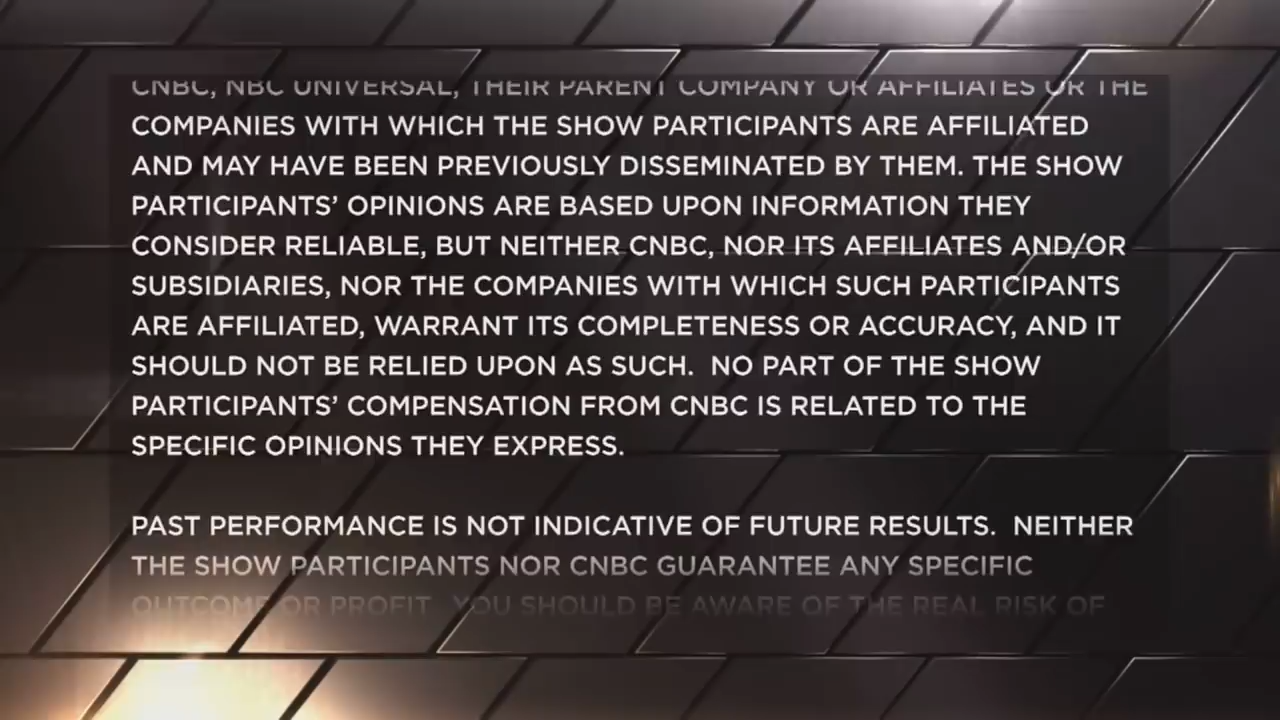 CNBC, NBC UNIVERSAL, THEIR PARENT COMPANY OR AFFILIATES OR THE
COMPANIES WITH WHICH THE SHOW PARTICIPANTS ARE AFFILIATED
AND MAY HAVE BEEN PREVIOUSLY DISSEMINATED BY THEM. THE SHOW
PARTICIPANTS’ OPINIONS ARE BASED UPON INFORMATION THEY
CONSIDER RELIABLE, BUT NEITHER CNBC, NOR ITS AFFILIATES AND/OR
SUBSIDIARIES, NOR THE COMPANIES WITH WHICH SUCH PARTICIPANTS
ARE AFFILIATED, WARRANT ITS COMPLETENESS OR ACCURACY, AND IT
SHOULD NOT BE RELIED UPON AS SUCH.  NO PART OF THE SHOW
PARTICIPANTS’ COMPENSATION FROM CNBC IS RELATED TO THE
SPECIFIC OPINIONS THEY EXPRESS.
PAST PERFORMANCE IS NOT INDICATIVE OF FUTURE RESULTS.  NEITHER
THE SHOW PARTICIPANTS NOR CNBC GUARANTEE ANY SPECIFIC
OUTCOME OR PROFIT.  YOU SHOULD BE AWARE OF THE REAL RISK OF